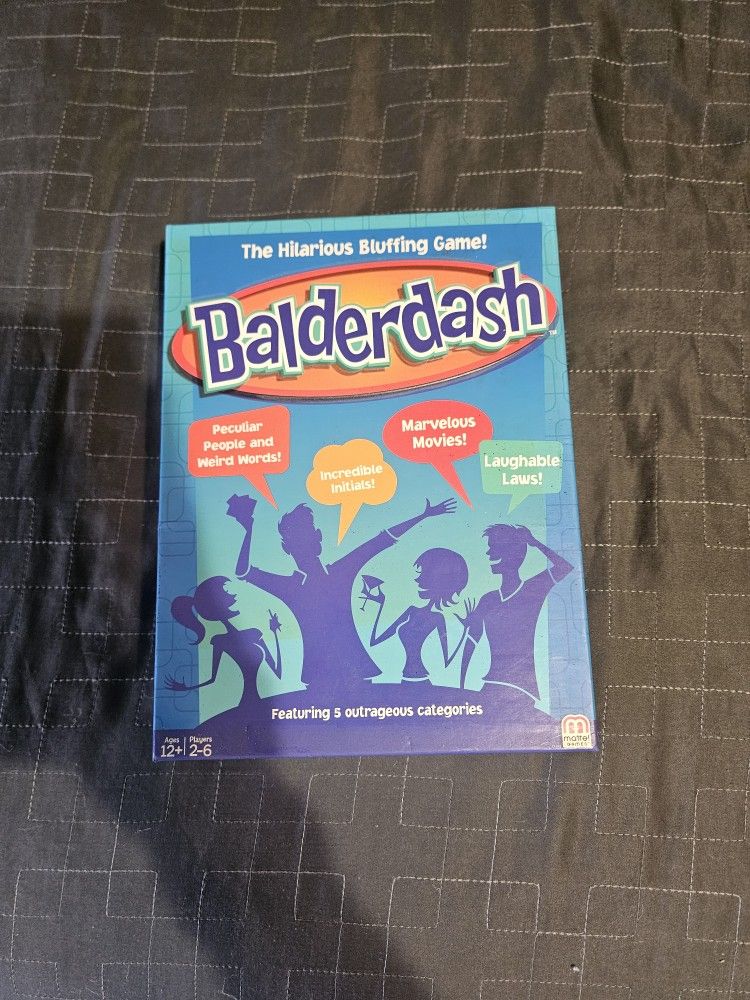 The Hilarious Bluffing Game!
Balderdash™
Peculiar
People and
Weird Words!
Incredible
Initials!
Marvelous
Movies!
Laughable
Laws!
Featuring 5 outrageous categories
Ages
12+
Players
2-6
mattel
GAMES